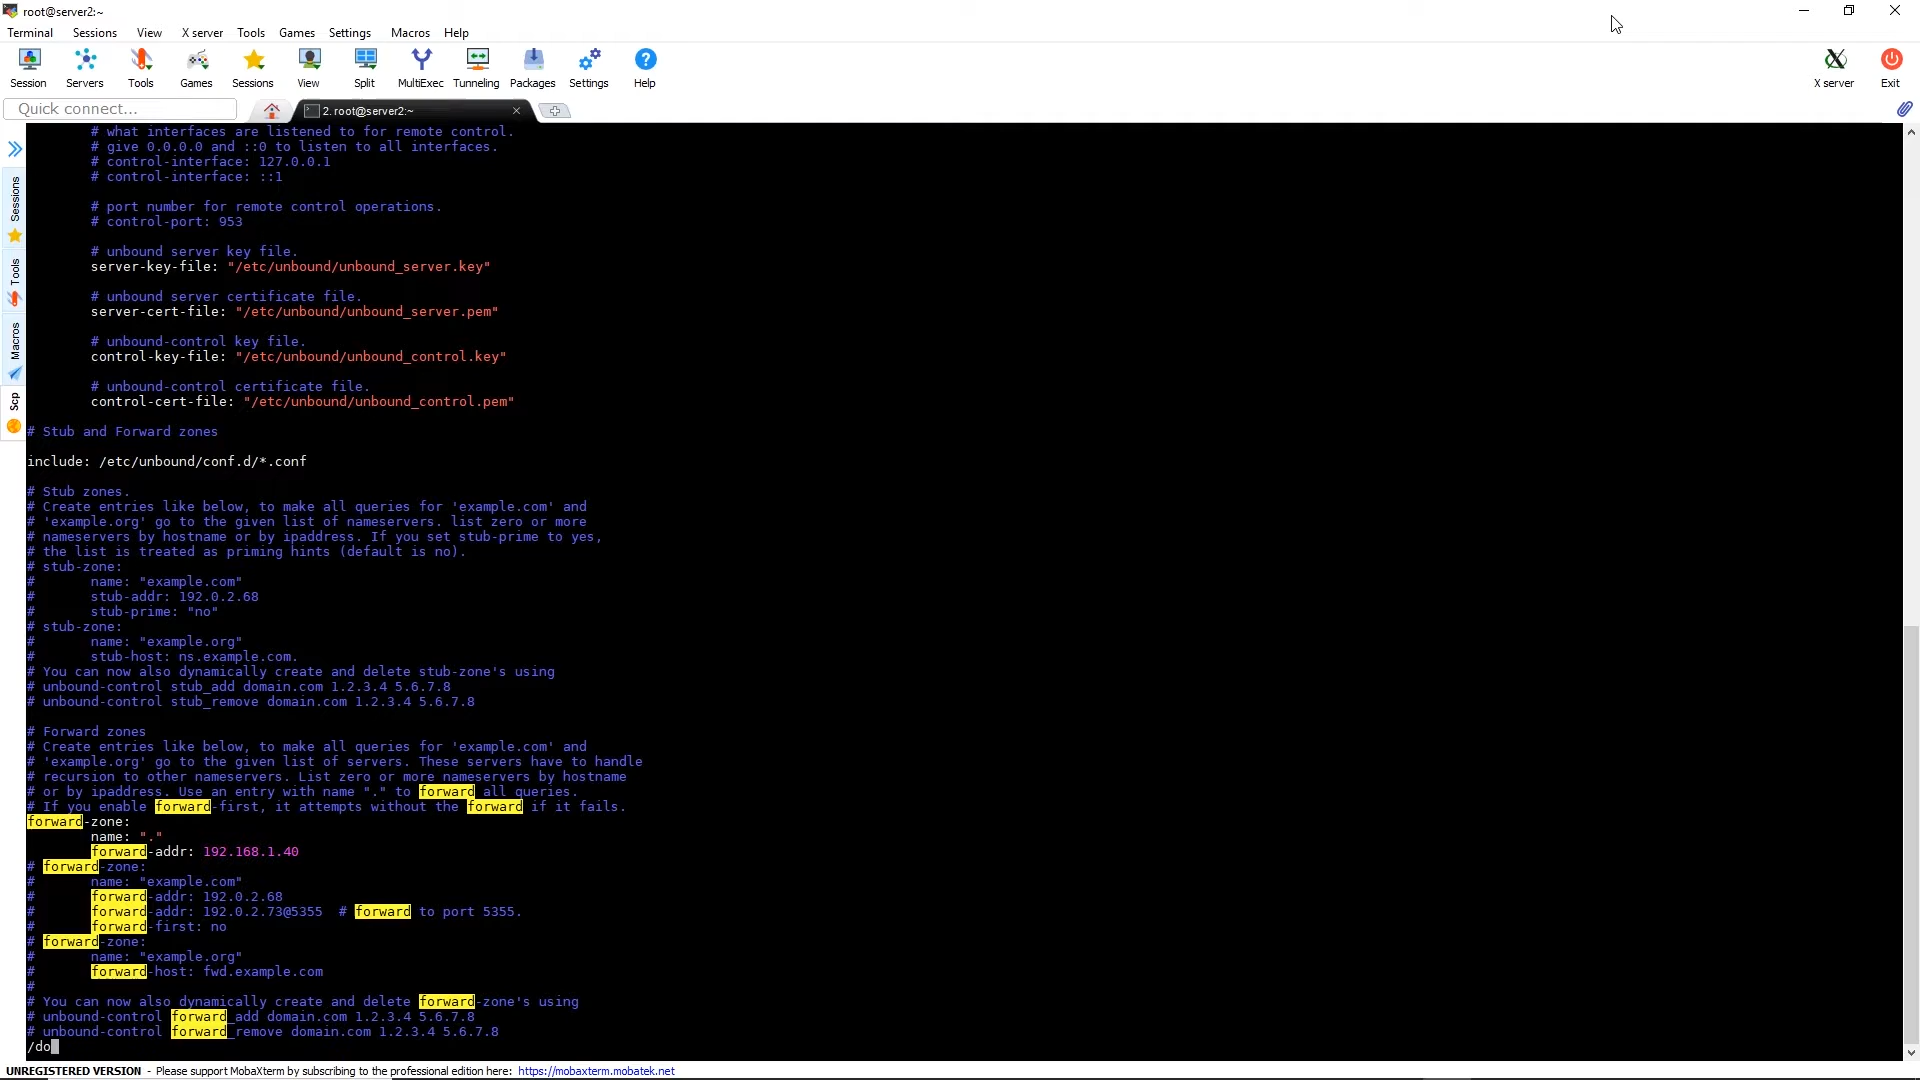 root@server2:~
Terminal Sessions View X server Tools Games Settings Macros Help
Session Servers Tools Games Sessions View Split MultiExec Tunneling Packages Settings Help X server Exit
Quick connect... 2. root@server2:~
Sessions
Tools
Macros
Scp
# what interfaces are listened to for remote control.
# give 0.0.0.0 and ::0 to listen to all interfaces.
# control-interface: 127.0.0.1
# control-interface: ::1
# port number for remote control operations.
# control-port: 953
# unbound server key file.
server-key-file: "/etc/unbound/unbound_server.key"
# unbound server certificate file.
server-cert-file: "/etc/unbound/unbound_server.pem"
# unbound-control key file.
control-key-file: "/etc/unbound/unbound_control.key"
# unbound-control certificate file.
control-cert-file: "/etc/unbound/unbound_control.pem"
# Stub and Forward zones
include: /etc/unbound/conf.d/*.conf
# Stub zones.
# Create entries like below, to make all queries for 'example.com' and
# 'example.org' go to the given list of nameservers. list zero or more
# nameservers by hostname or by ipaddress. If you set stub-prime to yes,
# the list is treated as priming hints (default is no).
# stub-zone:
#       name: "example.com"
#       stub-addr: 192.0.2.68
#       stub-prime: "no"
# stub-zone:
#       name: "example.org"
#       stub-host: ns.example.com.
# You can now also dynamically create and delete stub-zone's using
# unbound-control stub_add domain.com 1.2.3.4 5.6.7.8
# unbound-control stub_remove domain.com 1.2.3.4 5.6.7.8
# Forward zones
# Create entries like below, to make all queries for 'example.com' and
# 'example.org' go to the given list of servers. These servers have to handle
# recursion to other nameservers. List zero or more nameservers by hostname
# or by ipaddress. Use an entry with name "." to forward all queries.
# If you enable forward-first, it attempts without the forward if it fails.
forward-zone:
        name: "."
        forward-addr: 192.168.1.40
# forward-zone:
#       name: "example.com"
#       forward-addr: 192.0.2.68
#       forward-addr: 192.0.2.73@5355  # forward to port 5355.
#       forward-first: no
# forward-zone:
#       name: "example.org"
#       forward-host: fwd.example.com
#
# You can now also dynamically create and delete forward-zone's using
# unbound-control forward_add domain.com 1.2.3.4 5.6.7.8
# unbound-control forward_remove domain.com 1.2.3.4 5.6.7.8
/do
UNREGISTERED VERSION - Please support MobaXterm by subscribing to the professional edition here: https://mobaxterm.mobatek.net